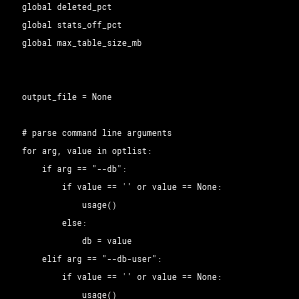 global deleted_pct
global stats_off_pct
global max_table_size_mb
output_file = None
# parse command line arguments
for arg, value in optlist:
if arg == "--db":
if value == '' or value == None:
usage()
else:
db = value
elif arg == "--db-user":
if value == '' or value == None:
usage()